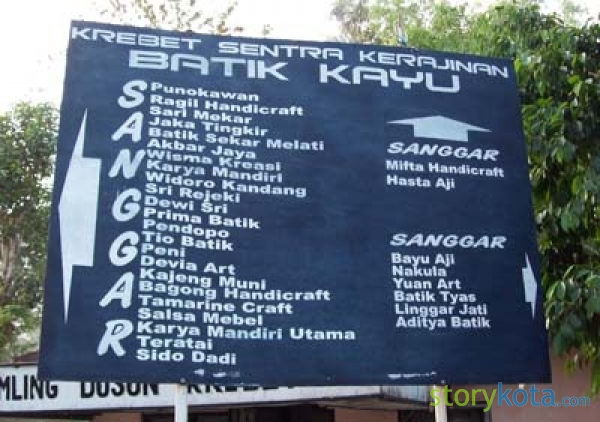 KREBET SENTRA KERAJINAN
BATIK KAYU
SANGGAR
Punokawan
Ragil Handicraft
Sari Mekar
Jaka Tingkir
Batik Sekar Melati
Akbar Jaya
Wisma Kreasi
Karya Mandiri
Widoro Kandang
Sri Rejeki
Dewi Sri
Prima Batik
Pendopo
Tio Batik
Peni
Devia Art
Kajeng Muni
Bagong Handicraft
Tamarine Craft
Salsa Mebel
Karya Mandiri Utama
Teratai
Sido Dadi
SANGGAR
Mifta Handicraft
Hasta Aji
SANGGAR
Bayu Aji
Nakula
Yuan Art
Batik Tyas
Linggar Jati
Aditya Batik
MLING DUSUN
storykota.com